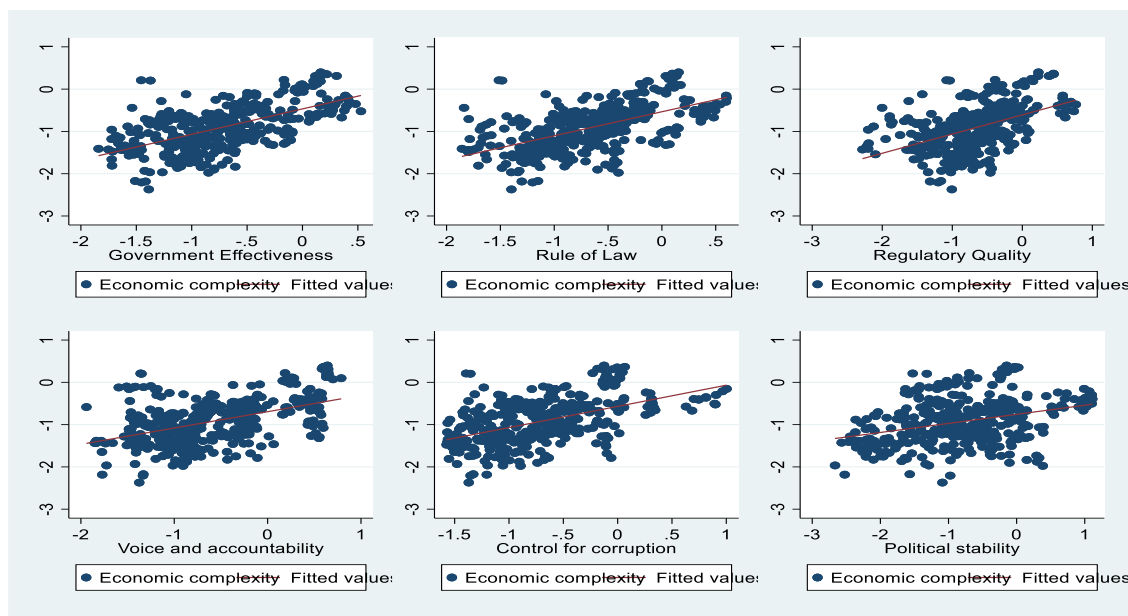 1
0
-1
-2
-3
-2 -1.5 -1 -.5 0 .5
Government Effectiveness
Economic complexity Fitted values
1
0
-1
-2
-3
-2 -1.5 -1 -.5 0 .5
Rule of Law
Economic complexity Fitted values
1
0
-1
-2
-3
-3 -2 -1 0 1
Regulatory Quality
Economic complexity Fitted values
1
0
-1
-2
-3
-2 -1 0 1
Voice and accountability
Economic complexity Fitted values
1
0
-1
-2
-3
-1.5 -1 -.5 0 .5 1
Control for corruption
Economic complexity Fitted values
1
0
-1
-2
-3
-3 -2 -1 0 1
Political stability
Economic complexity Fitted values